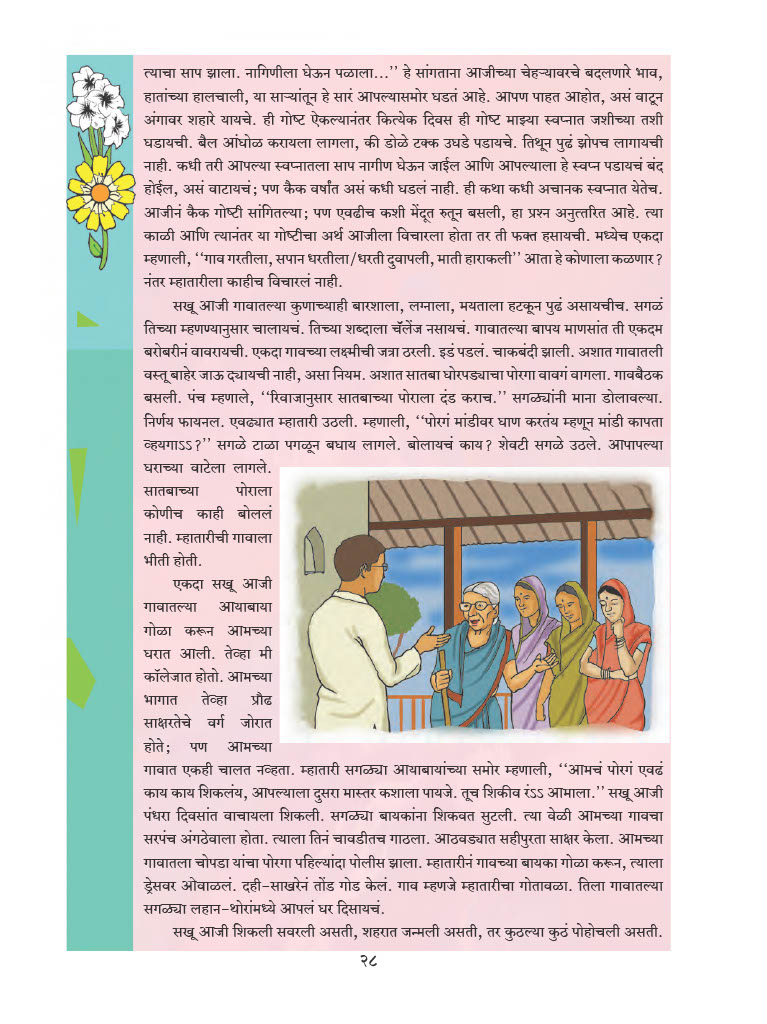 त्याचा साप झाला. नागिणीला घेऊन पळाला...’’ हे सांगताना आजीच्या चेहऱ्यावरचे बदलणारे भाव,
हातांच्या हालचाली, या साऱ्यांतून हे सारं आपल्यासमोर घडतं आहे. आपण पाहत आहोत, असं वाटून
अंगावर शहारे यायचे. ही गोष्ट ऐकल्यानंतर कित्येक दिवस ही गोष्ट माझ्या स्वप्नात जशीच्या तशी
घडायची. बैल आंधोळ करायला लागला, की डोळे टक्क उघडे पडायचे. तिथून पुढं झोपच लागायची
नाही. कधी तरी आपल्या स्वप्नातला साप नागीण घेऊन जाईल आणि आपल्याला हे स्वप्न पडायचं बंद
होईल, असं वाटायचं; पण कैक वर्षांत असं कधी घडलं नाही. ही कथा कधी अचानक स्वप्नात येतेच.
आजीनं कैक गोष्टी सांगितल्या; पण एवढीच कशी मेंदूत रुतून बसली, हा प्रश्न अनुत्तरित आहे. त्या
काळी आणि त्यानंतर या गोष्टीचा अर्थ आजीला विचारला होता तर ती फक्त हसायची. मध्येच एकदा
म्हणाली, ‘‘गाव गरतीला, सपान धरतीला/धरती दुवापली, माती हाराकली’’ आता हे कोणाला कळणार?
नंतर म्हातारीला काहीच विचारलं नाही.
सखू आजी गावातल्या कुणाच्याही बारशाला, लग्नाला, मयताला हटकून पुढं असायचीच. सगळं
तिच्या म्हणण्यानुसार चालायचं. तिच्या शब्दाला चॅलेंज नसायचं. गावातल्या बापय माणसांत ती एकदम
बरोबरीनं वावरायची. एकदा गावच्या लक्ष्मीची जत्रा ठरली. इडं पडलं. चाकबंदी झाली. अशात गावातली
वस्तू बाहेर जाऊ द्यायची नाही, असा नियम. अशात सातबा घोरपड्याचा पोरगा वावगं वागला. गावबैठक
बसली. पंच म्हणाले, ‘‘रिवाजानुसार सातबाच्या पोराला दंड कराच.’’ सगळ्यांनी माना डोलावल्या.
निर्णय फायनल. एवढ्यात म्हातारी उठली. म्हणाली, ‘‘पोरगं मांडीवर घाण करतंय म्हणून मांडी कापता
व्हयगाऽऽ?’’ सगळे टाळा पगळून बघाय लागले. बोलायचं काय? शेवटी सगळे उठले. आपापल्या
घराच्या वाटेला लागले.
सातबाच्या पोराला
कोणीच काही बोललं
नाही. म्हातारीची गावाला
भीती होती.
एकदा सखू आजी
गावातल्या आयाबाया
गोळा करून आमच्या
घरात आली. तेव्हा मी
कॉलेजात होतो. आमच्या
भागात तेव्हा प्रौढ
साक्षरतेचे वर्ग जोरात
होते; पण आमच्या
गावात एकही चालत नव्हता. म्हातारी सगळ्या आयाबायांच्या समोर म्हणाली, ‘‘आमचं पोरगं एवढं
काय काय शिकलंय, आपल्याला दुसरा मास्तर कशाला पायजे. तूच शिकीव रंऽऽ आमाला.’’ सखू आजी
पंधरा दिवसांत वाचायला शिकली. सगळ्या बायकांना शिकवत सुटली. त्या वेळी आमच्या गावचा
सरपंच अंगठेवाला होता. त्याला तिनं चावडीतच गाठला. आठवड्यात सहीपुरता साक्षर केला. आमच्या
गावातला चोपडा यांचा पोरगा पहिल्यांदा पोलीस झाला. म्हातारीनं गावच्या बायका गोळा करून, त्याला
ड्रेसवर ओवाळलं. दही-साखरेनं तोंड गोड केलं. गाव म्हणजे म्हातारीचा गोतावळा. तिला गावातल्या
सगळ्या लहान-थोरांमध्ये आपलं घर दिसायचं.
सखू आजी शिकली सवरली असती, शहरात जन्मली असती, तर कुठल्या कुठं पोहोचली असती.
२८